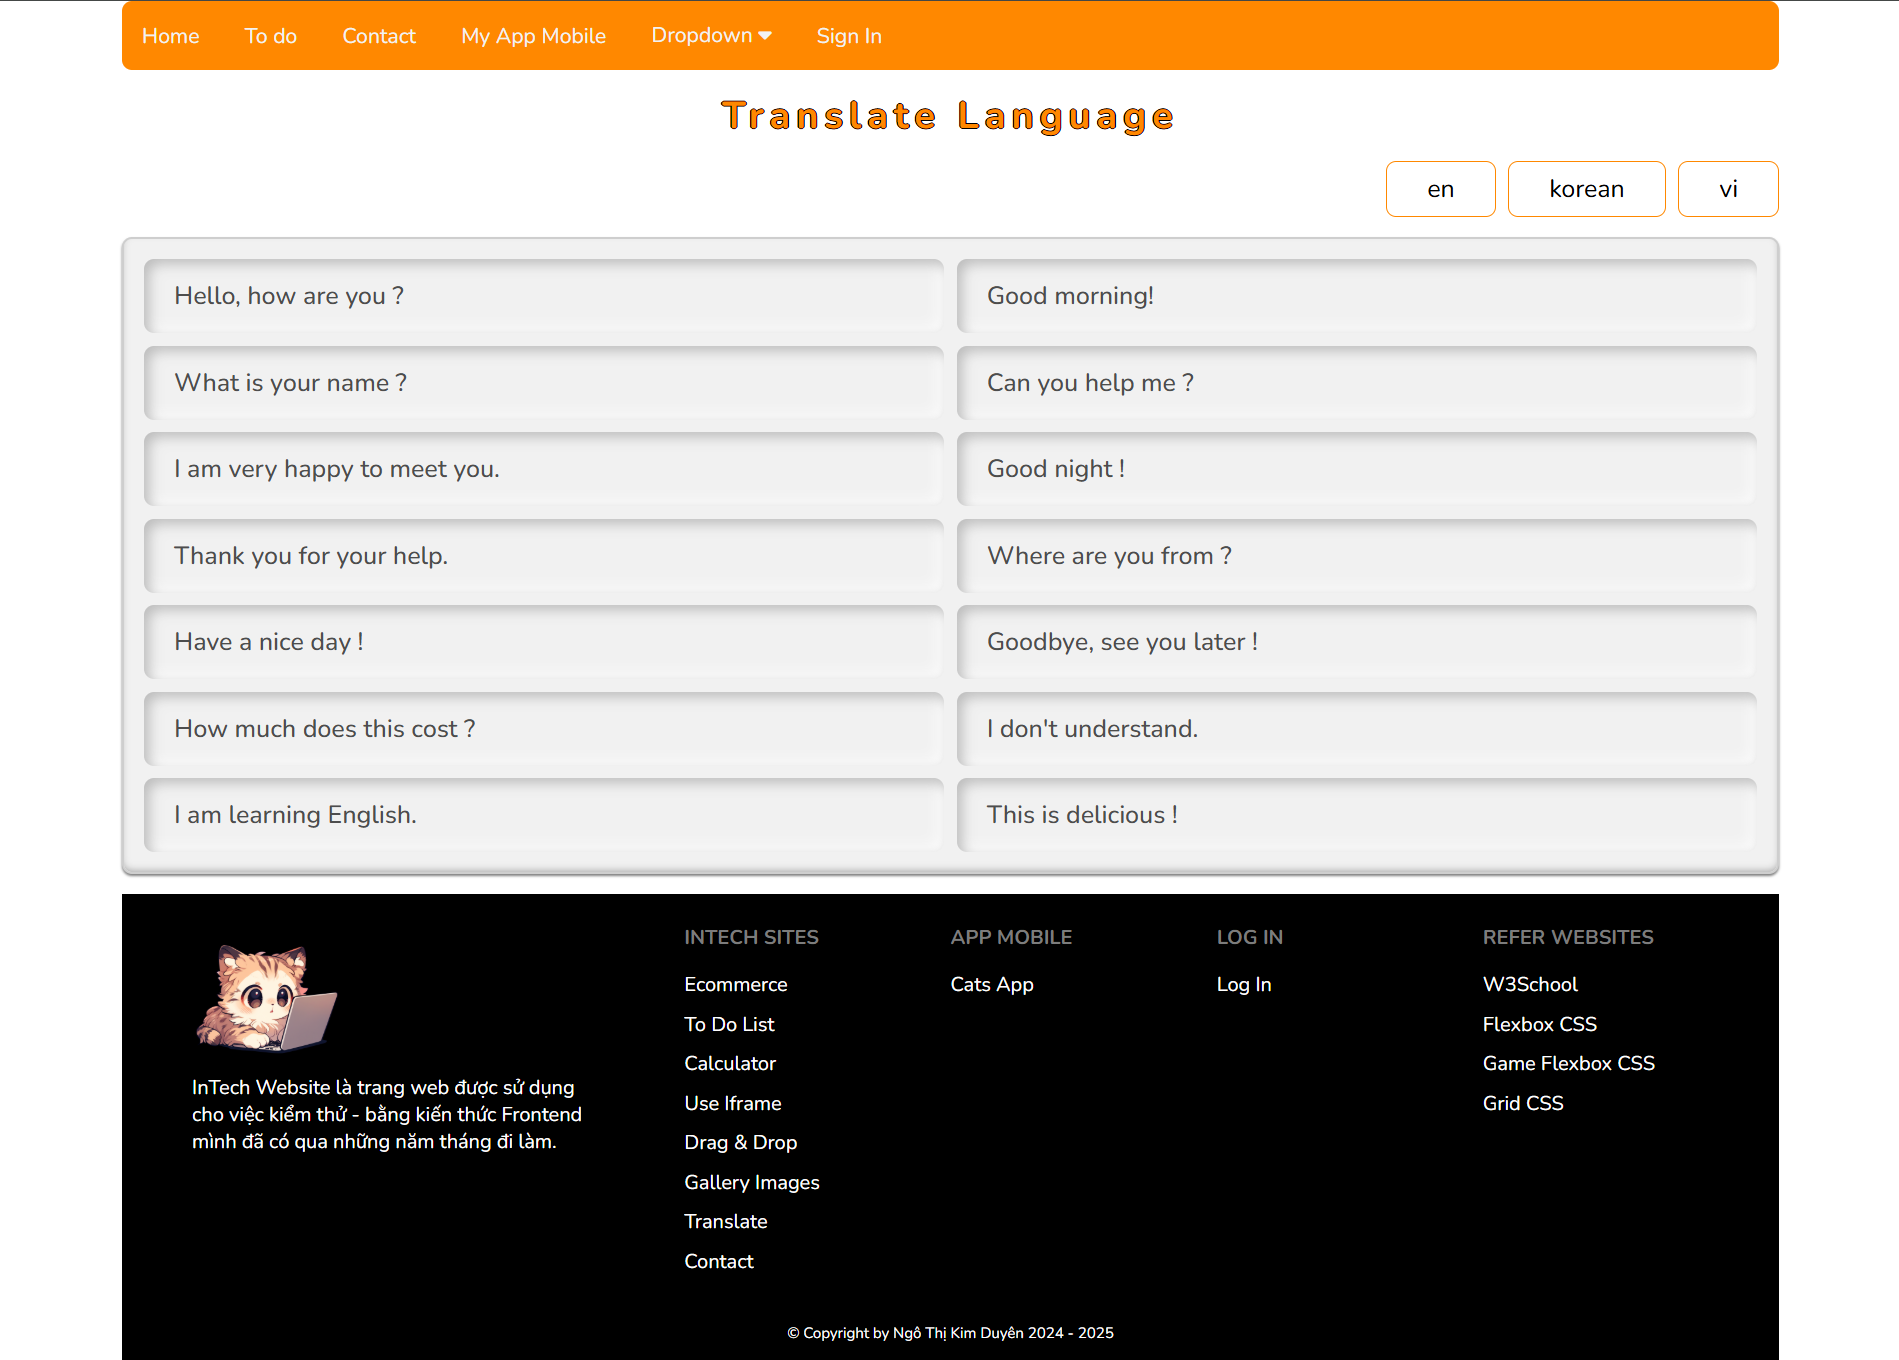 Home
To do
Contact
My App Mobile
Dropdown
Sign In
Translate Language
en
korean
vi
Hello, how are you ?
Good morning!
What is your name ?
Can you help me ?
I am very happy to meet you.
Good night !
Thank you for your help.
Where are you from ?
Have a nice day !
Goodbye, see you later !
How much does this cost ?
I don't understand.
I am learning English.
This is delicious !
InTech Website là trang web được sử dụng
cho việc kiểm thử - bằng kiến thức Frontend
mình đã có qua những năm tháng đi làm.
INTECH SITES
Ecommerce
To Do List
Calculator
Use Iframe
Drag & Drop
Gallery Images
Translate
Contact
APP MOBILE
Cats App
LOG IN
Log In
REFER WEBSITES
W3School
Flexbox CSS
Game Flexbox CSS
Grid CSS
© Copyright by Ngô Thị Kim Duyên 2024 - 2025